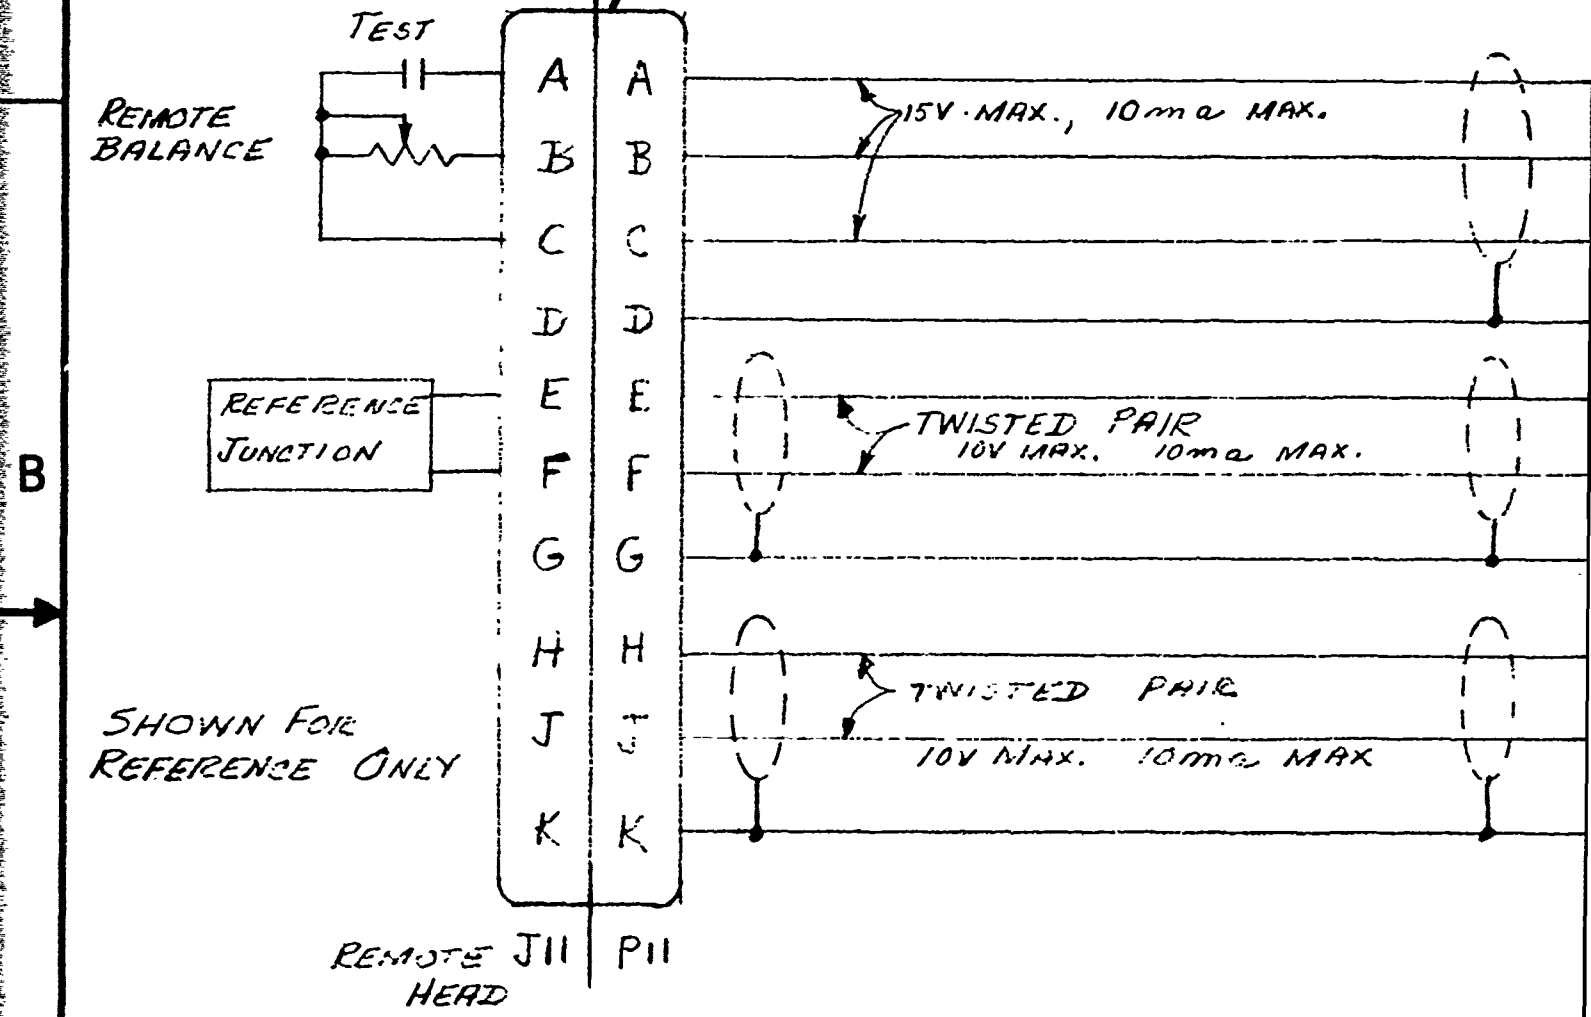 TEST
REMOTE
BALANCE
A A
15V. MAX., 10ma MAX.
B B
C C
D D
E E
REFERENCE
JUNCTION
TWISTED PAIR
10V MAX. 10ma MAX.
F F
B
G G
H H
TWISTED PAIR
J J
10V MAX. 10ma MAX
SHOWN FOR
REFERENCE ONLY
K K
REMOTE J11 P11
HEAD